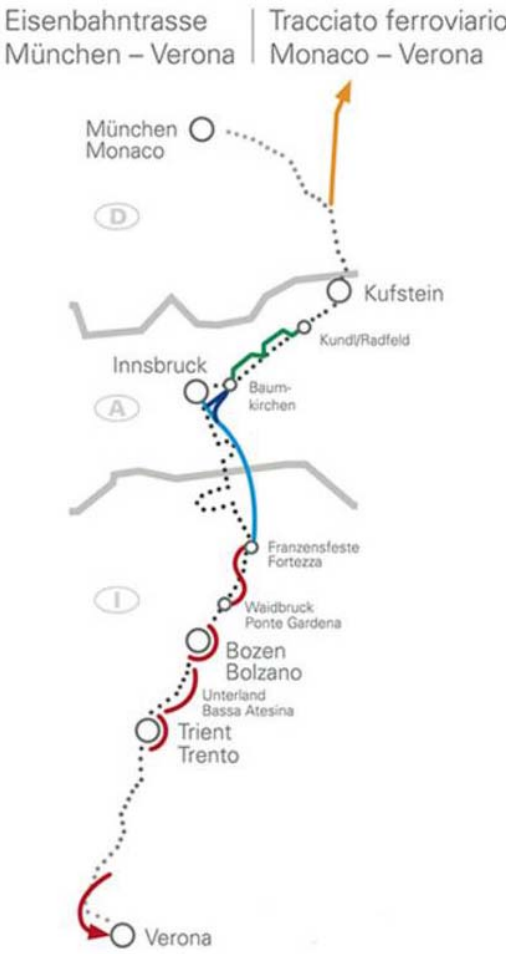 Eisenbahntrasse
München – Verona
Tracciato ferroviario
Monaco – Verona
München
Monaco
D
Kufstein
Kundl/Radfeld
Innsbruck
Baum-
kirchen
A
Franzensfeste
Fortezza
I
Waidbruck
Ponte Gardena
Bozen
Bolzano
Unterland
Bassa Atesina
Trient
Trento
Verona